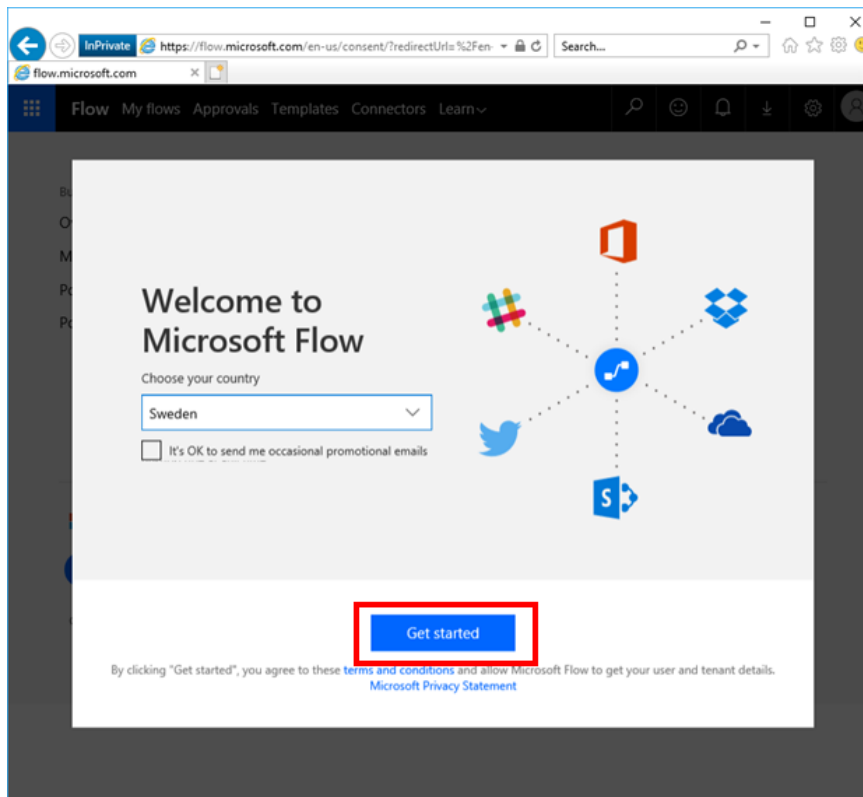 InPrivate https://flow.microsoft.com/en-us/consent/?redirectUrl=%2Fen- Search...
flow.microsoft.com
Flow My flows Approvals Templates Connectors Learn
Bu
O
M
Po
Po
Welcome to
Microsoft Flow
Choose your country
Sweden
It's OK to send me occasional promotional emails
S
Get started
By clicking "Get started", you agree to these terms and conditions and allow Microsoft Flow to get your user and tenant details.
Microsoft Privacy Statement